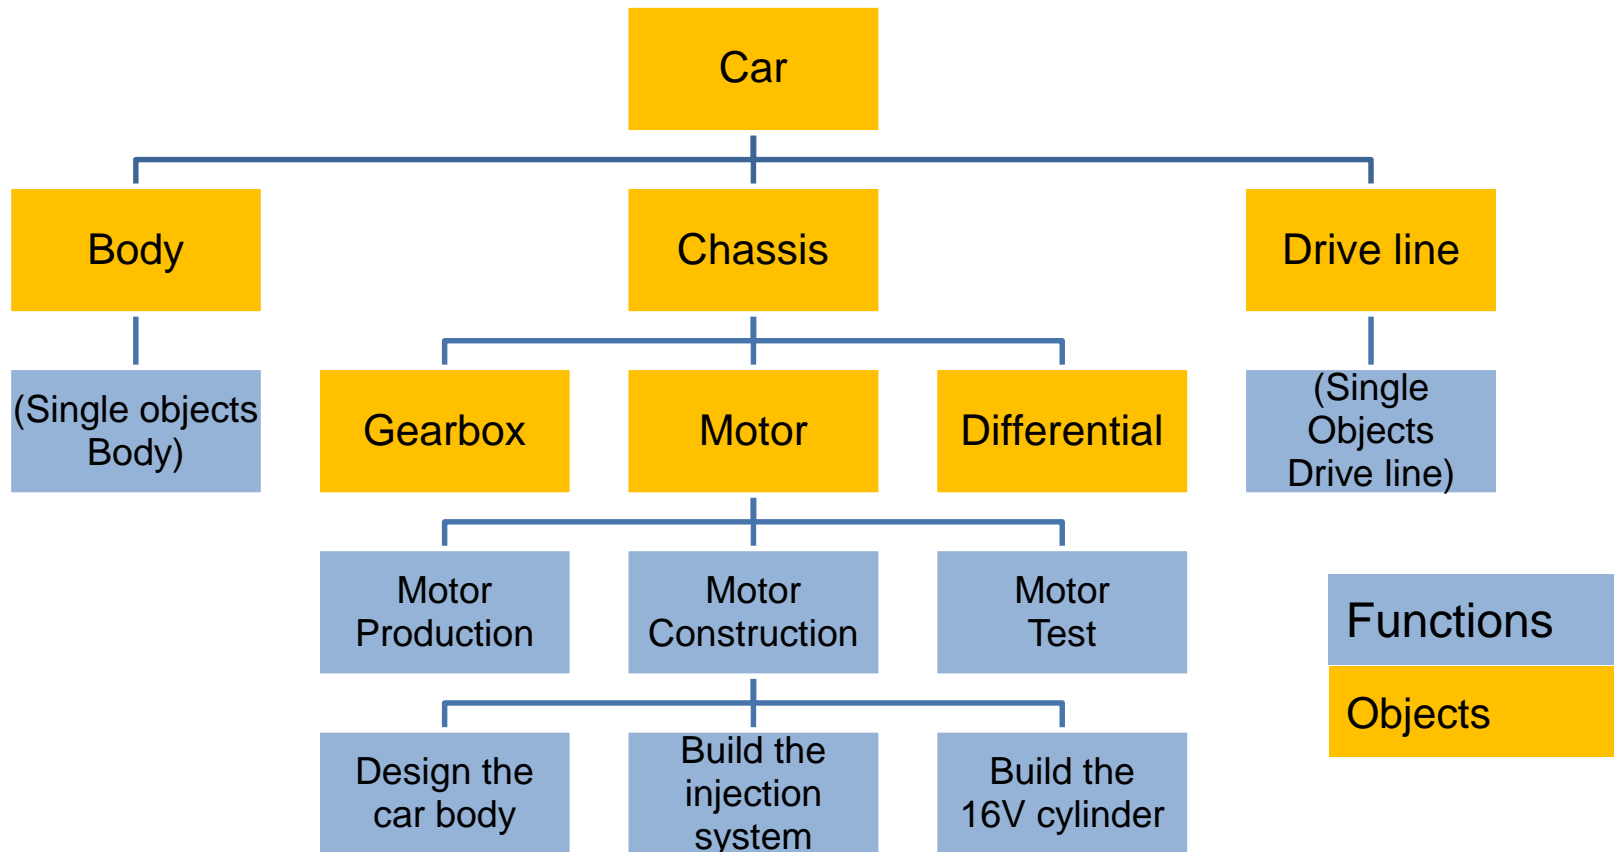 Car
Body
Chassis
Drive line
(Single objects
Body)
Gearbox
Motor
Differential
(Single
Objects
Drive line)
Motor
Production
Motor
Construction
Motor
Test
Functions
Objects
Design the
car body
Build the
injection
system
Build the
16V cylinder